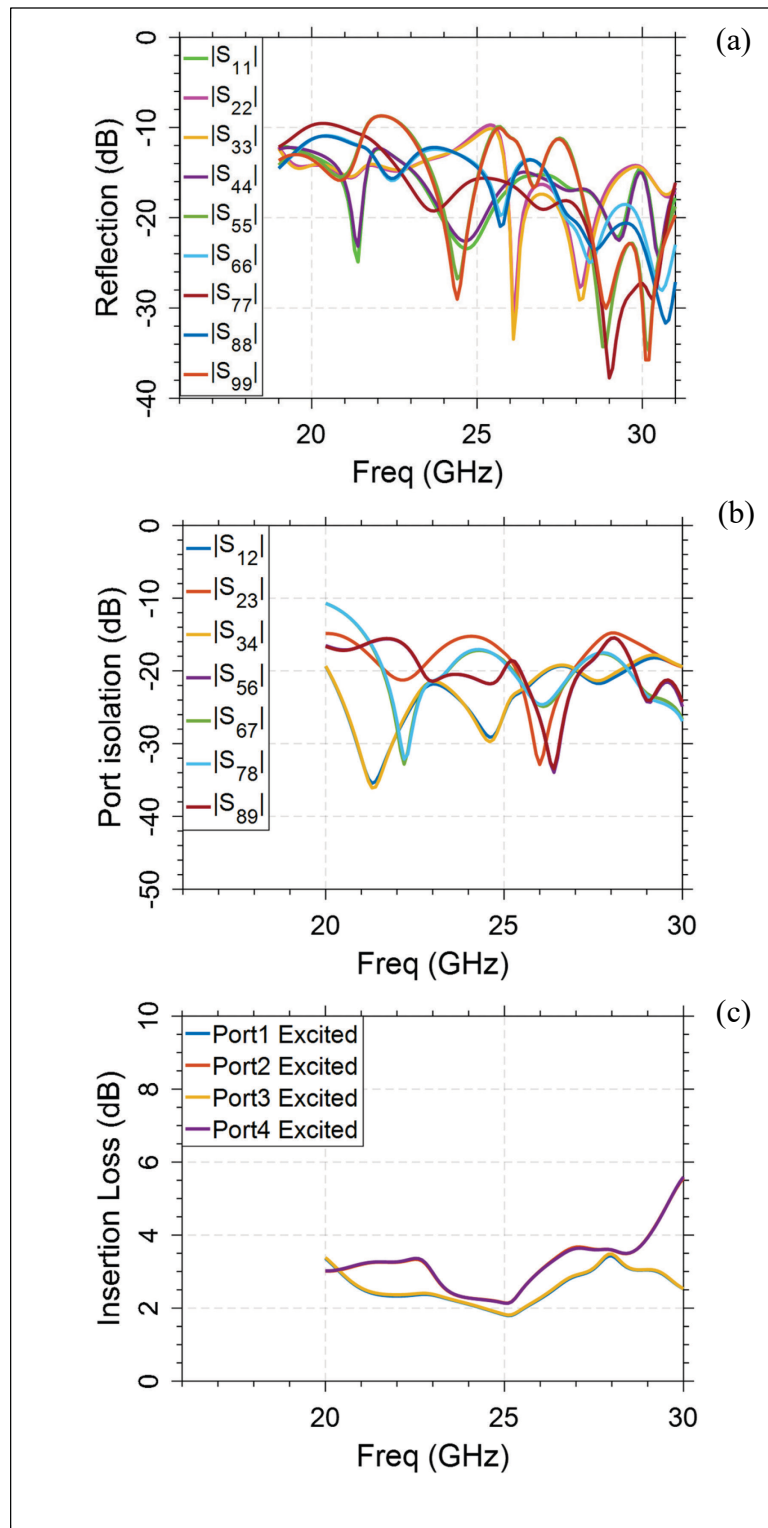 (a)
0
-10
-20
-30
-40
Reflection (dB)
|S11|
|S22|
|S33|
|S44|
|S55|
|S66|
|S77|
|S88|
|S99|
20 25 30
Freq (GHz)
(b)
0
-10
-20
-30
-40
-50
Port isolation (dB)
|S12|
|S23|
|S34|
|S56|
|S67|
|S78|
|S89|
20 25 30
Freq (GHz)
(c)
10
8
6
4
2
0
Insertion Loss (dB)
Port1 Excited
Port2 Excited
Port3 Excited
Port4 Excited
20 25 30
Freq (GHz)